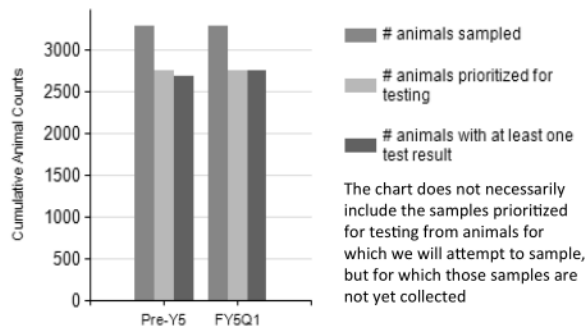 Cumulative Animal Counts
3000
2500
2000
1500
1000
500
0
Pre-Y5
FY5Q1
# animals sampled
# animals prioritized for
testing
# animals with at least one
test result
The chart does not necessarily
include the samples prioritized
for testing from animals for
which we will attempt to sample,
but for which those samples are
not yet collected